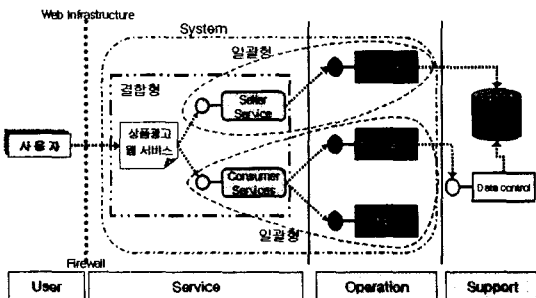 Web Infrastructure
System
일괄형
결합형
Seller
Service
상품광고
웹 서비스
사용자
Consumer
Services
Data control
일괄형
Firewall
User
Service
Operation
Support